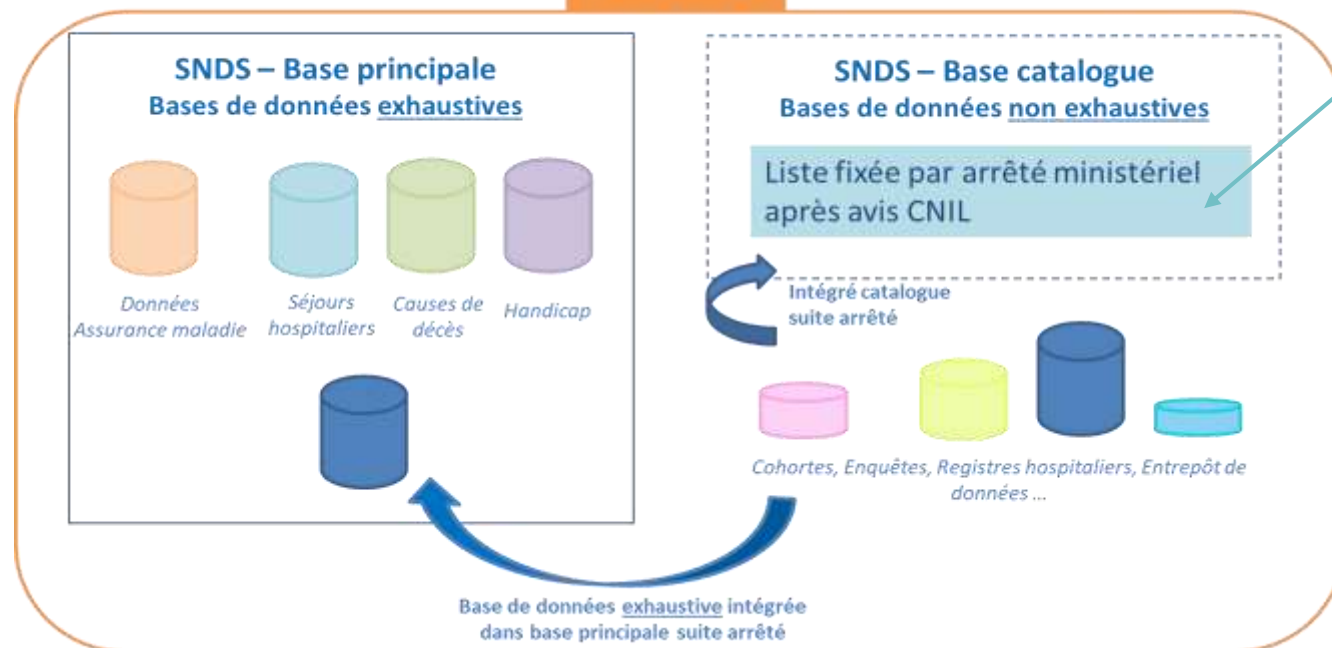 SNDS – Base principale
Bases de données exhaustives
Données
Assurance maladie
Séjours
hospitaliers
Causes de
décès
Handicap
SNDS – Base catalogue
Bases de données non exhaustives
Liste fixée par arrêté ministériel
après avis CNIL
Intégré catalogue
suite arrêté
Cohortes, Enquêtes, Registres hospitaliers, Entrepôt de
données ...
Base de données exhaustive intégrée
dans base principale suite arrêté